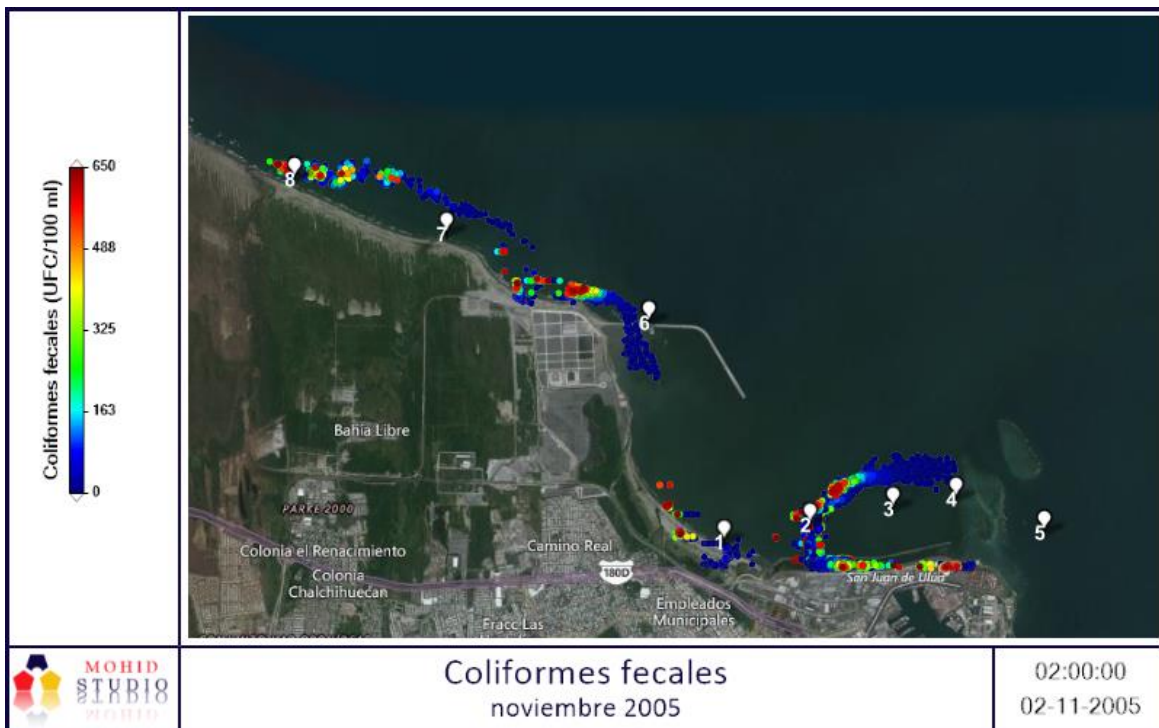 Coliformes fecales (UFC/100 ml)
650
488
325
163
0
8
7
6
Bahia Libre
PARKE 2000
Colonia el Renacimiento
Colonia
Chalchihuecan
Camino Real
180D
Fracc Las
Empleados
Municipales
1
2
3
4
5
San Juan de Ulua
MOHID
STUDIO
Coliformes fecales
noviembre 2005
02:00:00
02-11-2005